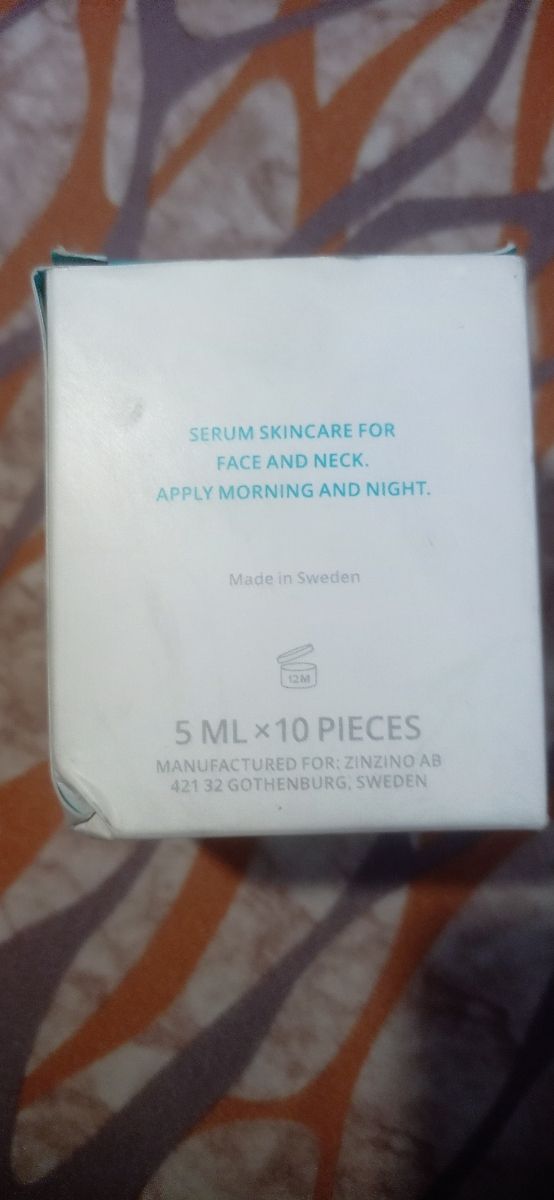 SERUM SKINCARE FOR
FACE AND NECK.
APPLY MORNING AND NIGHT.
Made in Sweden
12M
5 ML × 10 PIECES
MANUFACTURED FOR: ZINZINO AB
421 32 GOTHENBURG, SWEDEN